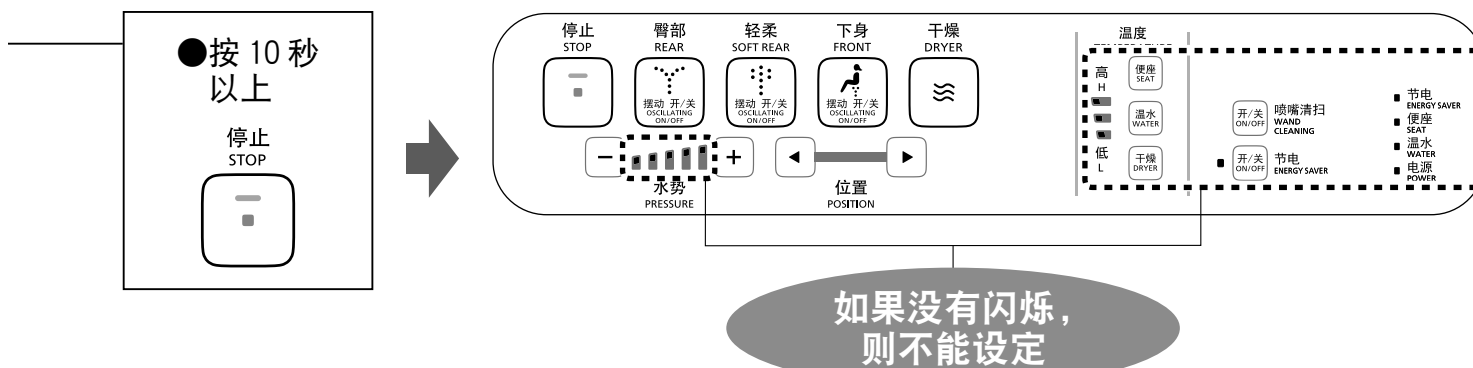 ●按 10 秒
以上
停止
STOP
停止
STOP
臀部
REAR
摆动 开/关
OSCILLATING
ON/OFF
轻柔
SOFT REAR
摆动 开/关
OSCILLATING
ON/OFF
下身
FRONT
摆动 开/关
OSCILLATING
ON/OFF
干燥
DRYER
−
+
水势
PRESSURE
位置
POSITION
温度
TEMPERATURE
高
H
低
L
便座
SEAT
温水
WATER
干燥
DRYER
开/关
ON/OFF
喷嘴清扫
WAND
CLEANING
开/关
ON/OFF
节电
ENERGY SAVER
节电
ENERGY SAVER
便座
SEAT
温水
WATER
电源
POWER
如果没有闪烁，
则不能设定